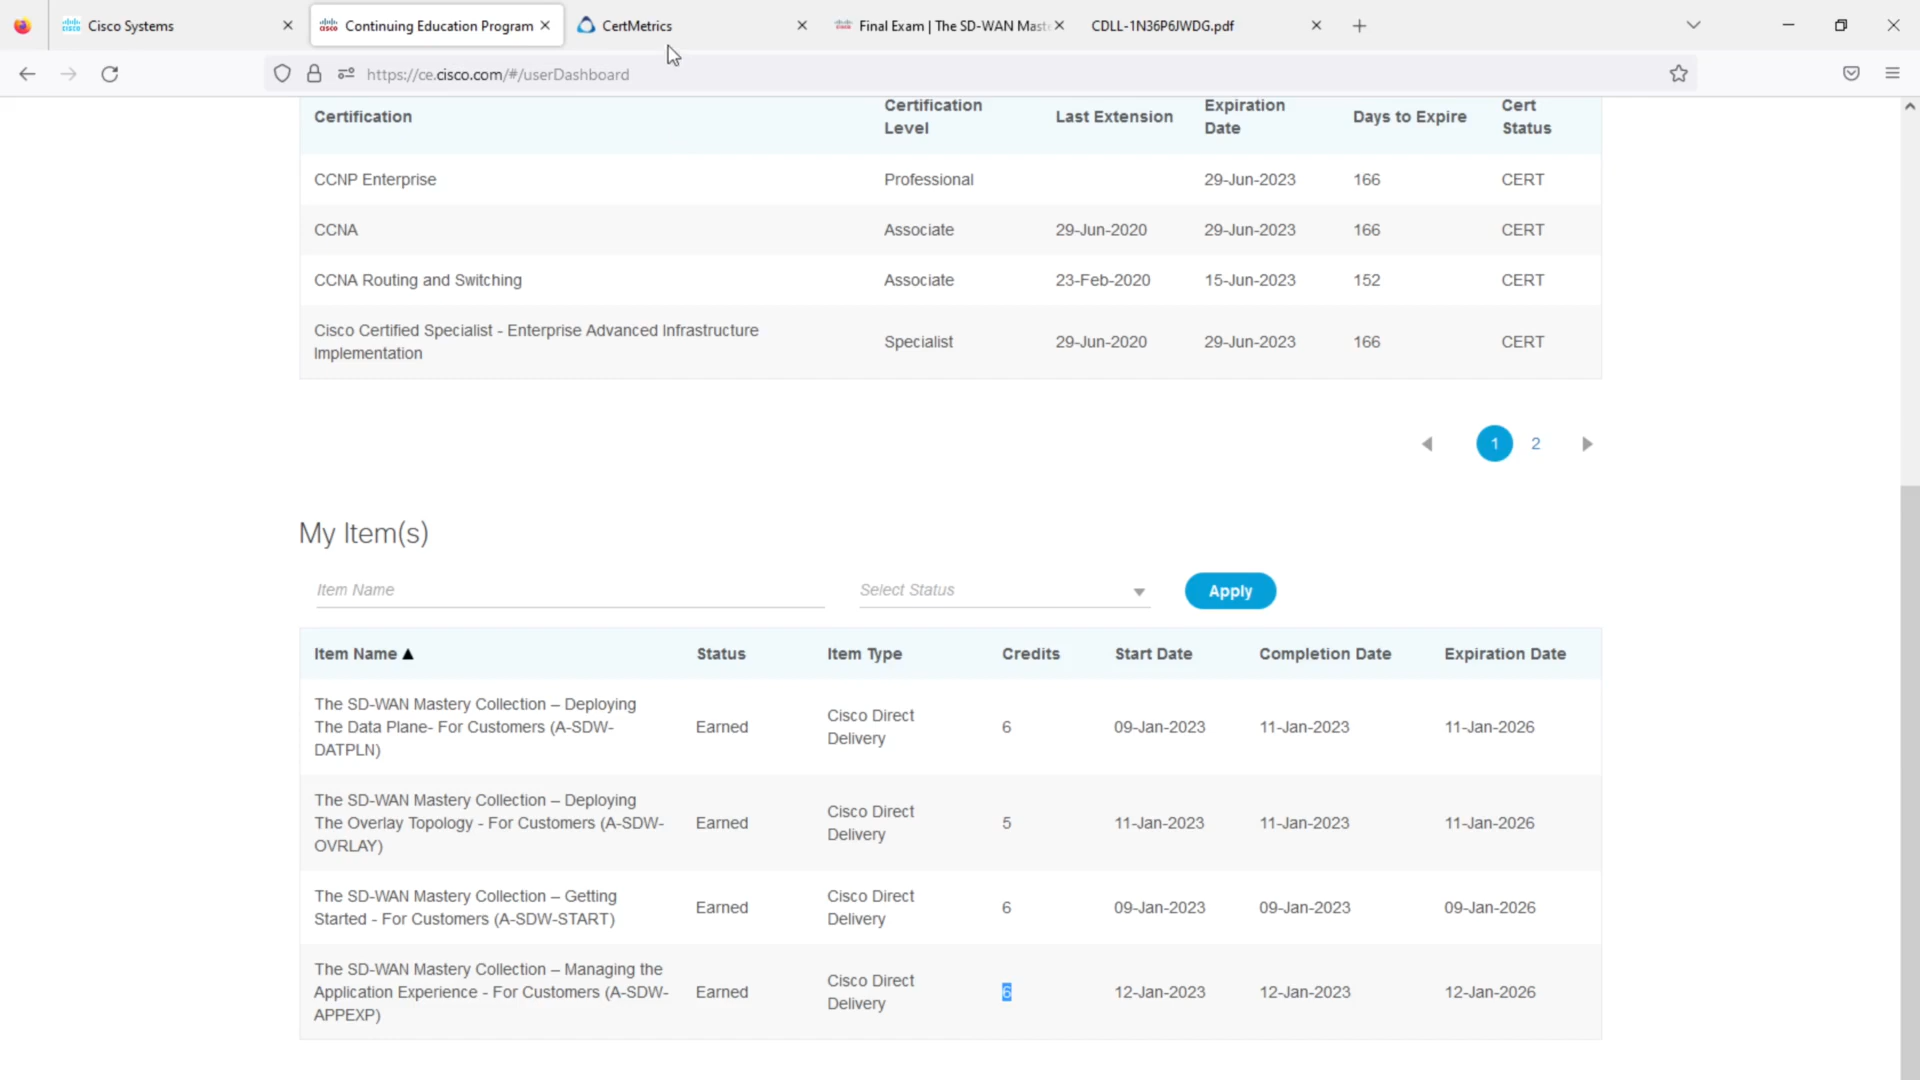 Cisco Systems
Continuing Education Program
CertMetrics
Final Exam | The SD-WAN Mast
CDLL-1N36P6JWDG.pdf
https://ce.cisco.com/#/userDashboard
Certification
Certification
Level
Last Extension
Expiration
Date
Days to Expire
Cert
Status
CCNP Enterprise
Professional
29-Jun-2023
166
CERT
CCNA
Associate
29-Jun-2020
29-Jun-2023
166
CERT
CCNA Routing and Switching
Associate
23-Feb-2020
15-Jun-2023
152
CERT
Cisco Certified Specialist - Enterprise Advanced Infrastructure
Implementation
Specialist
29-Jun-2020
29-Jun-2023
166
CERT
1
2
My Item(s)
Item Name
Select Status
Apply
Item Name ▲
Status
Item Type
Credits
Start Date
Completion Date
Expiration Date
The SD-WAN Mastery Collection – Deploying
The Data Plane- For Customers (A-SDW-
DATPLN)
Earned
Cisco Direct
Delivery
6
09-Jan-2023
11-Jan-2023
11-Jan-2026
The SD-WAN Mastery Collection – Deploying
The Overlay Topology - For Customers (A-SDW-
OVRLAY)
Earned
Cisco Direct
Delivery
5
11-Jan-2023
11-Jan-2023
11-Jan-2026
The SD-WAN Mastery Collection – Getting
Started - For Customers (A-SDW-START)
Earned
Cisco Direct
Delivery
6
09-Jan-2023
09-Jan-2023
09-Jan-2026
The SD-WAN Mastery Collection – Managing the
Application Experience - For Customers (A-SDW-
APPEXP)
Earned
Cisco Direct
Delivery
6
12-Jan-2023
12-Jan-2023
12-Jan-2026